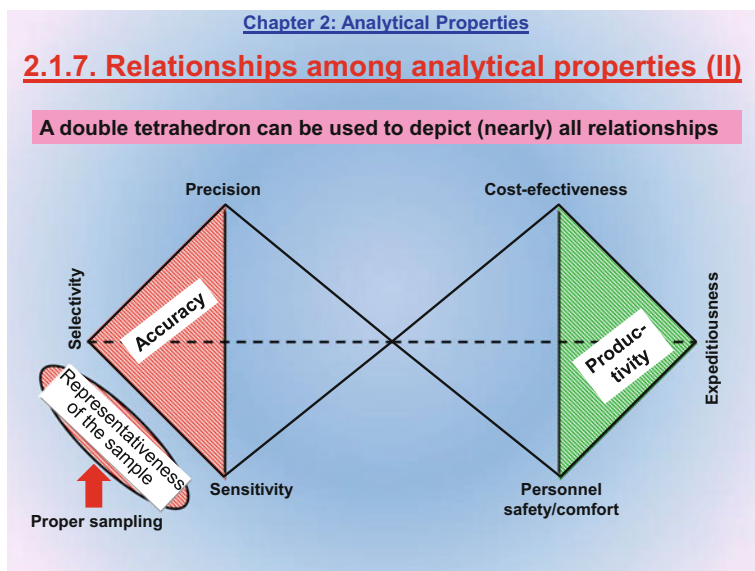 Chapter 2: Analytical Properties
2.1.7. Relationships among analytical properties (II)
A double tetrahedron can be used to depict (nearly) all relationships
Precision
Cost-efectiveness
Selectivity
Accuracy
Produc-
tivity
Expeditiousness
Representativeness
of the sample
Sensitivity
Personnel
safety/comfort
Proper sampling